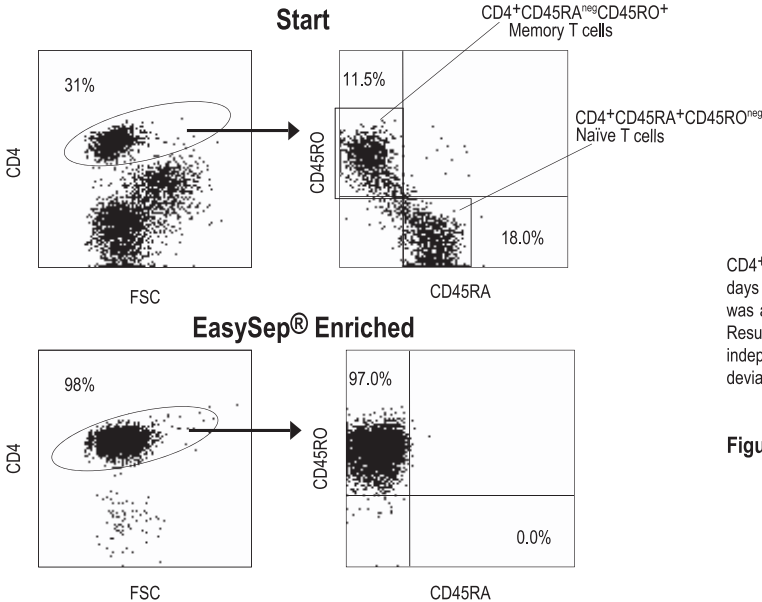 Start
CD4⁺CD45RAⁿᵉᵍCD45RO⁺
Memory T cells
31%
CD4
FSC
11.5%
CD45RO
18.0%
CD45RA
CD4⁺CD45RA⁺CD45ROⁿᵉᵍ
Naïve T cells
EasySep® Enriched
98%
CD4
FSC
97.0%
CD45RO
0.0%
CD45RA
CD4⁺
days
was
Resu
indep
devia
Figu